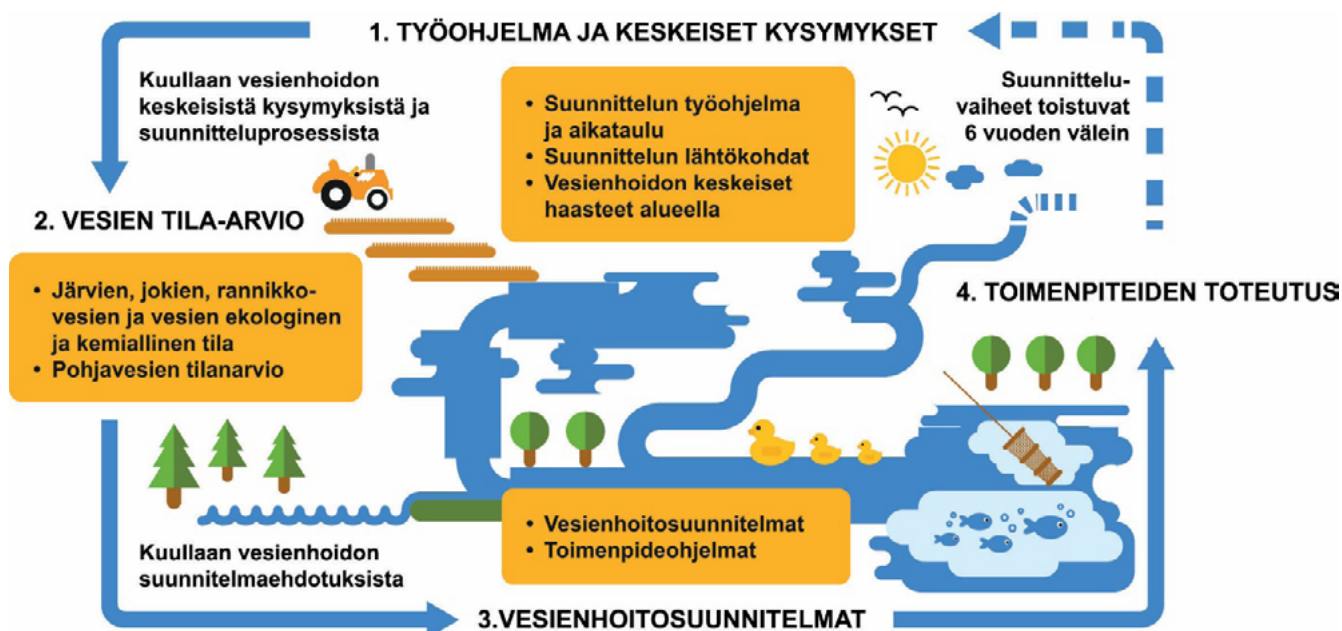 1. TYÖOHJELMA JA KESKEISET KYSYMYKSET
Kuullaan vesienhoidon
keskeisistä kysymyksistä ja
suunnitteluprosessista
• Suunnittelun työohjelma
ja aikataulu
• Suunnittelun lähtökohdat
• Vesienhoidon keskeiset
haasteet alueella
Suunnittelu-
vaiheet toistuvat
6 vuoden välein
2. VESIEN TILA-ARVIO
• Järvien, jokien, rannikko-
vesien ja vesien ekologinen
ja kemiallinen tila
• Pohjavesien tilanarvio
4. TOIMENPITEIDEN TOTEUTUS
Kuullaan vesienhoidon
suunnitelmaehdotuksista
• Vesienhoitosuunnitelmat
• Toimenpideohjelmat
3.VESIENHOITOSUUNNITELMAT